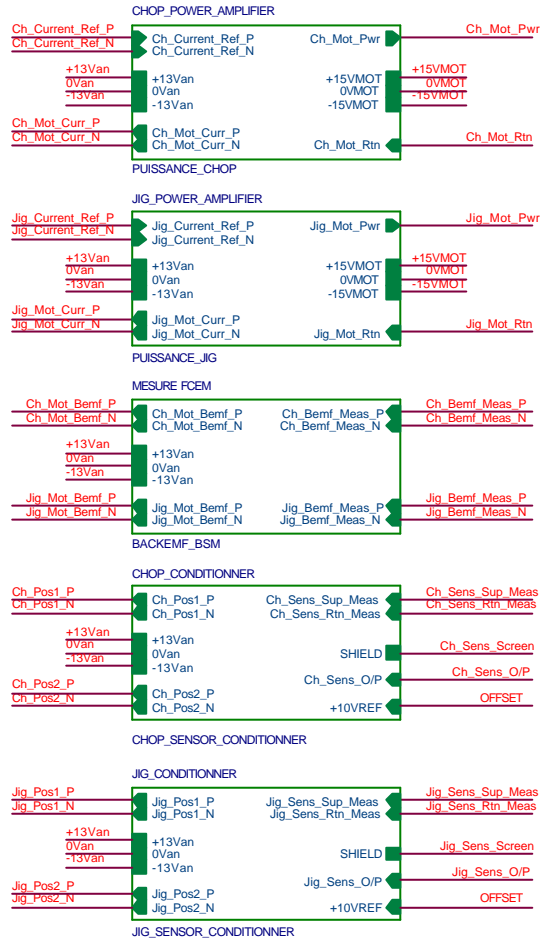 CHOP_POWER_AMPLIFIER
Ch_Current_Ref_P Ch_Current_Ref_P Ch_Mot_Pwr Ch_Mot_Pwr
Ch_Current_Ref_N Ch_Current_Ref_N
+13Van +13Van +15VMOT +15VMOT
0Van 0Van 0VMOT 0VMOT
-13Van -13Van -15VMOT -15VMOT
Ch_Mot_Curr_P Ch_Mot_Curr_P
Ch_Mot_Curr_N Ch_Mot_Curr_N Ch_Mot_Rtn Ch_Mot_Rtn
PUISSANCE_CHOP
JIG_POWER_AMPLIFIER
Jig_Current_Ref_P Jig_Current_Ref_P Jig_Mot_Pwr Jig_Mot_Pwr
Jig_Current_Ref_N Jig_Current_Ref_N
+13Van +13Van +15VMOT +15VMOT
0Van 0Van 0VMOT 0VMOT
-13Van -13Van -15VMOT -15VMOT
Jig_Mot_Curr_P Jig_Mot_Curr_P
Jig_Mot_Curr_N Jig_Mot_Curr_N Jig_Mot_Rtn Jig_Mot_Rtn
PUISSANCE_JIG
MESURE FCEM
Ch_Mot_Bemf_P Ch_Mot_Bemf_P Ch_Bemf_Meas_P Ch_Bemf_Meas_P
Ch_Mot_Bemf_N Ch_Mot_Bemf_N Ch_Bemf_Meas_N Ch_Bemf_Meas_N
+13Van +13Van
0Van 0Van
-13Van -13Van
Jig_Mot_Bemf_P Jig_Mot_Bemf_P Jig_Bemf_Meas_P Jig_Bemf_Meas_P
Jig_Mot_Bemf_N Jig_Mot_Bemf_N Jig_Bemf_Meas_N Jig_Bemf_Meas_N
BACKEMF_BSM
CHOP_CONDITIONNER
Ch_Pos1_P Ch_Pos1_P Ch_Sens_Sup_Meas Ch_Sens_Sup_Meas
Ch_Pos1_N Ch_Pos1_N Ch_Sens_Rtn_Meas Ch_Sens_Rtn_Meas
+13Van +13Van
0Van 0Van SHIELD Ch_Sens_Screen
-13Van -13Van
Ch_Sens_O/P Ch_Sens_O/P
Ch_Pos2_P Ch_Pos2_P
Ch_Pos2_N Ch_Pos2_N +10VREF OFFSET
CHOP_SENSOR_CONDITIONNER
JIG_CONDITIONNER
Jig_Pos1_P Jig_Pos1_P Jig_Sens_Sup_Meas Jig_Sens_Sup_Meas
Jig_Pos1_N Jig_Pos1_N Jig_Sens_Rtn_Meas Jig_Sens_Rtn_Meas
+13Van +13Van
0Van 0Van SHIELD Jig_Sens_Screen
-13Van -13Van
Jig_Sens_O/P Jig_Sens_O/P
Jig_Pos2_P Jig_Pos2_P
Jig_Pos2_N Jig_Pos2_N +10VREF OFFSET
JIG_SENSOR_CONDITIONNER